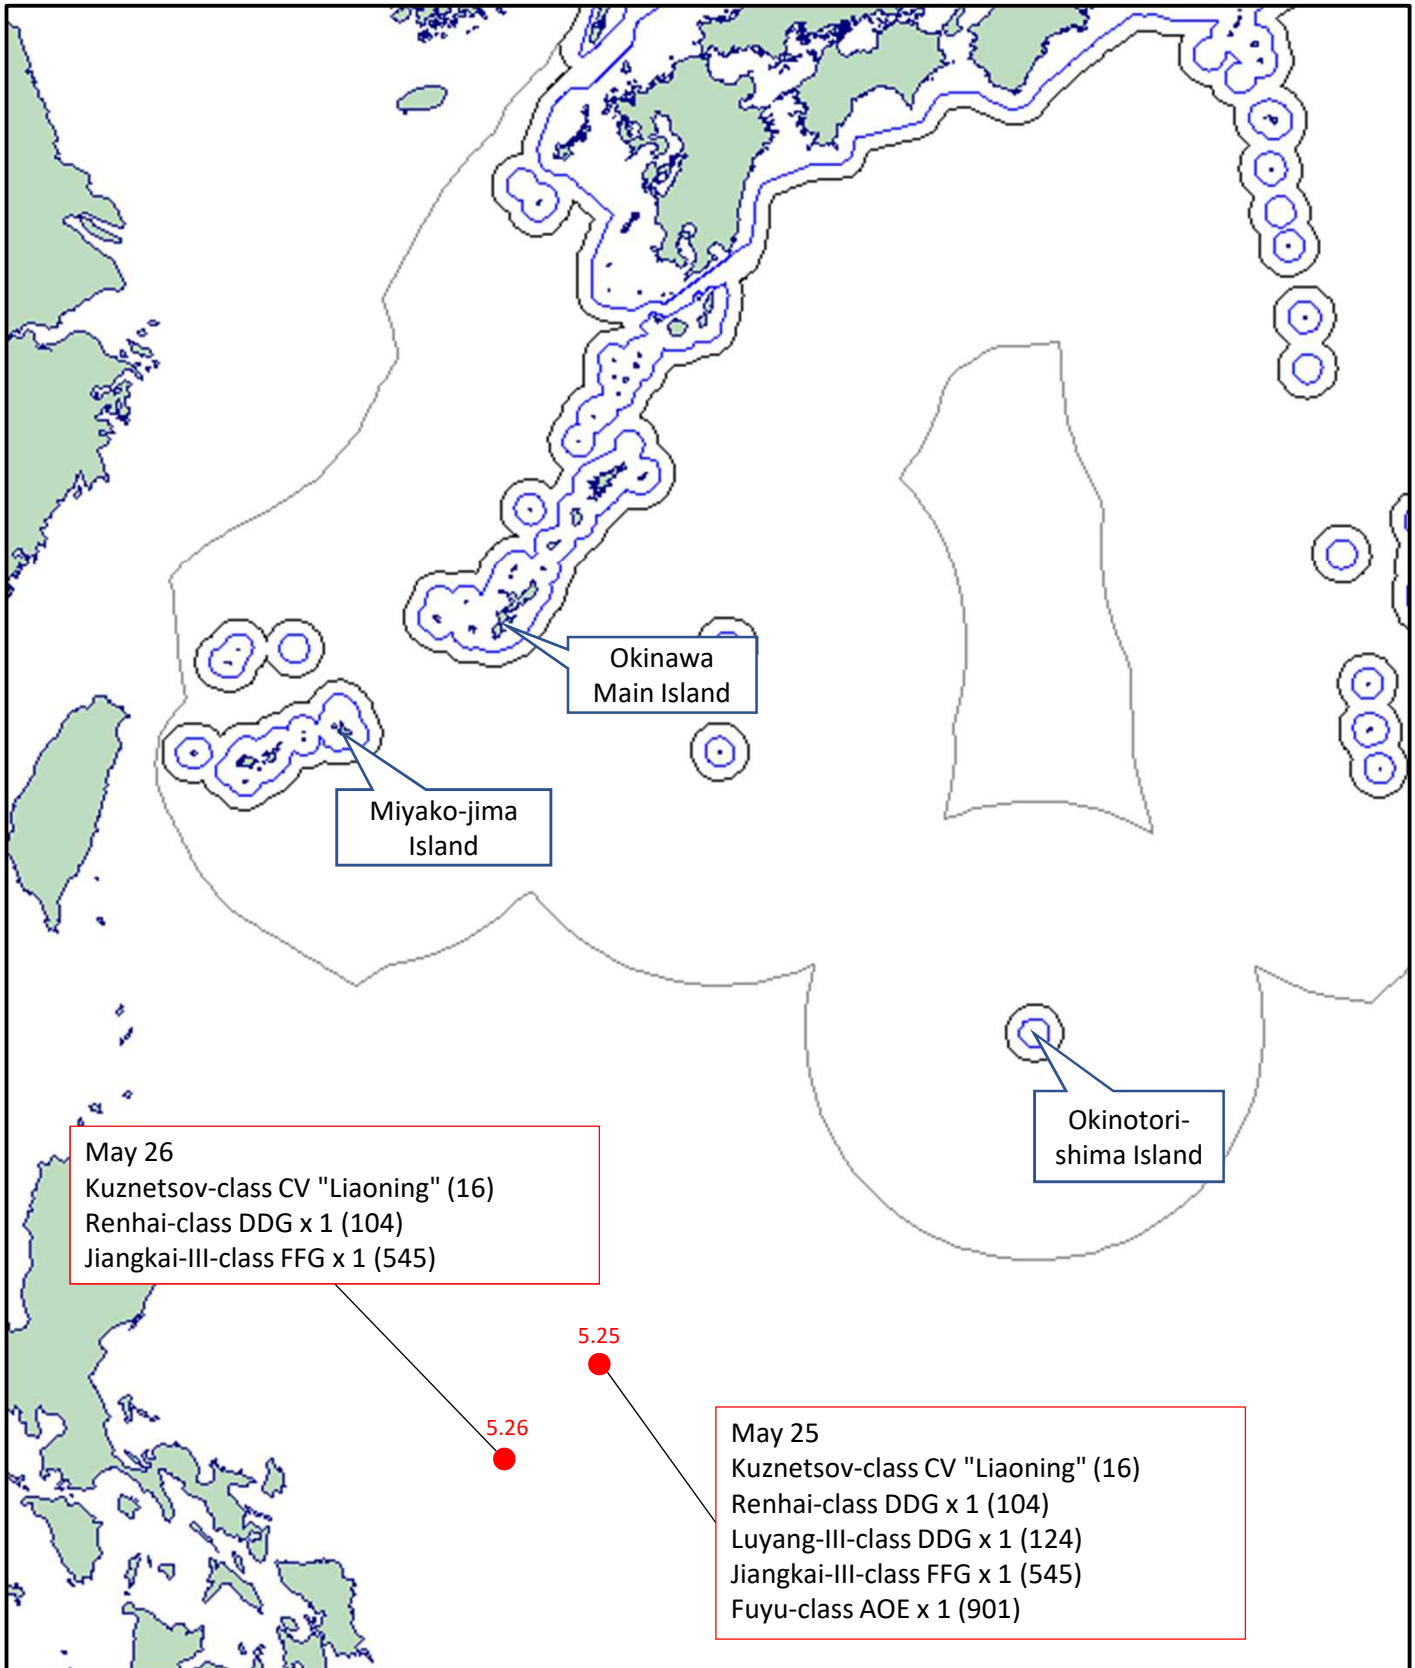 Okinawa
Main Island
Miyako-jima
Island
Okinotori-
shima Island
May 26
Kuznetsov-class CV "Liaoning" (16)
Renhai-class DDG x 1 (104)
Jiangkai-III-class FFG x 1 (545)
5.25
5.26
May 25
Kuznetsov-class CV "Liaoning" (16)
Renhai-class DDG x 1 (104)
Luyang-III-class DDG x 1 (124)
Jiangkai-III-class FFG x 1 (545)
Fuyu-class AOE x 1 (901)